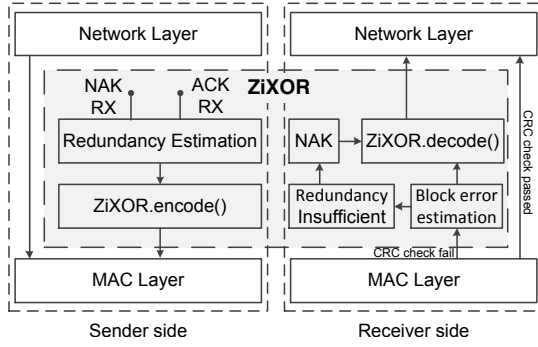 Network Layer
Network Layer
NAK
RX
ACK
RX
ZiXOR
Redundancy Estimation
NAK
ZiXOR.decode()
CRC check passed
ZiXOR.encode()
Redundancy
Insufficient
Block error
estimation
CRC check fail
MAC Layer
MAC Layer
Sender side
Receiver side